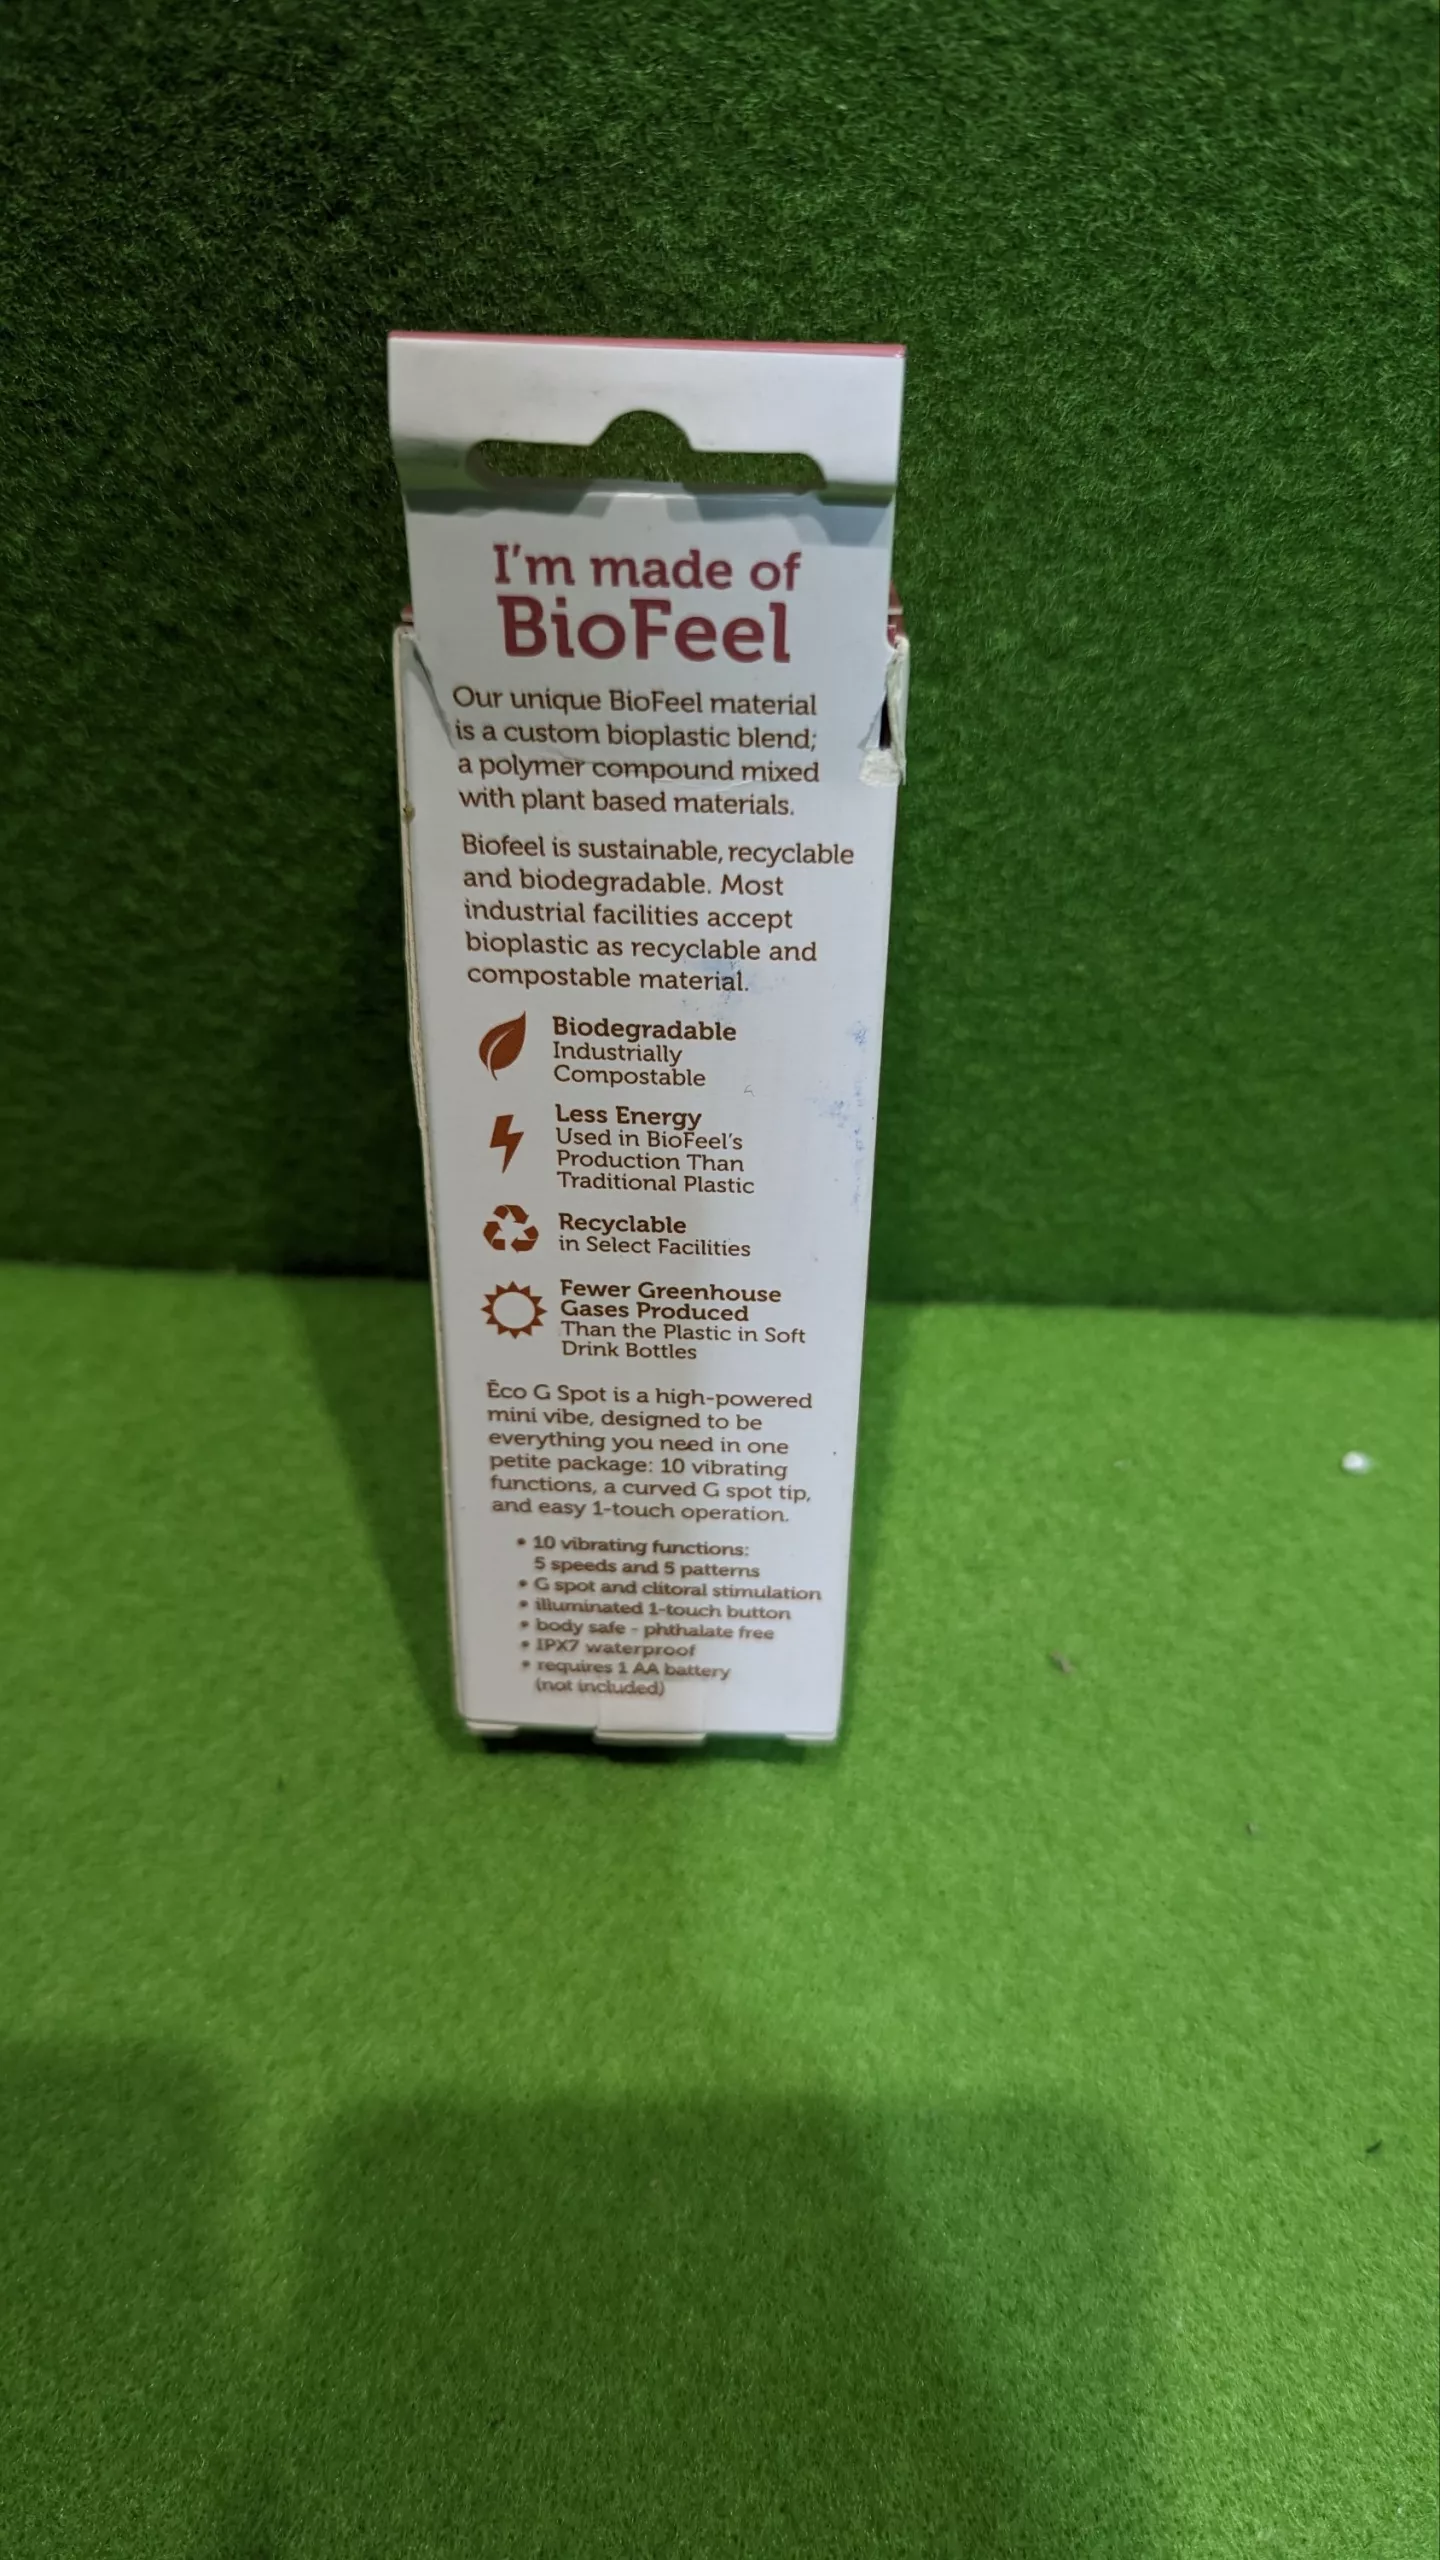 I'm made of
BioFeel
Our unique BioFeel material
is a custom bioplastic blend;
a polymer compound mixed
with plant based materials.
Biofeel is sustainable, recyclable
and biodegradable. Most
industrial facilities accept
bioplastic as recyclable and
compostable material.
Biodegradable
Industrially
Compostable
Less Energy
Used in BioFeel's
Production Than
Traditional Plastic
Recyclable
in Select Facilities
Fewer Greenhouse
Gases Produced
Than the Plastic in Soft
Drink Bottles
Ēco G Spot is a high-powered
mini vibe, designed to be
everything you need in one
petite package: 10 vibrating
functions, a curved G spot tip,
and easy 1-touch operation.
• 10 vibrating functions:
5 speeds and 5 patterns
• G spot and clitoral stimulation
• illuminated 1-touch button
• body safe - phthalate free
• IPX7 waterproof
• requires 1 AA battery
(not included)